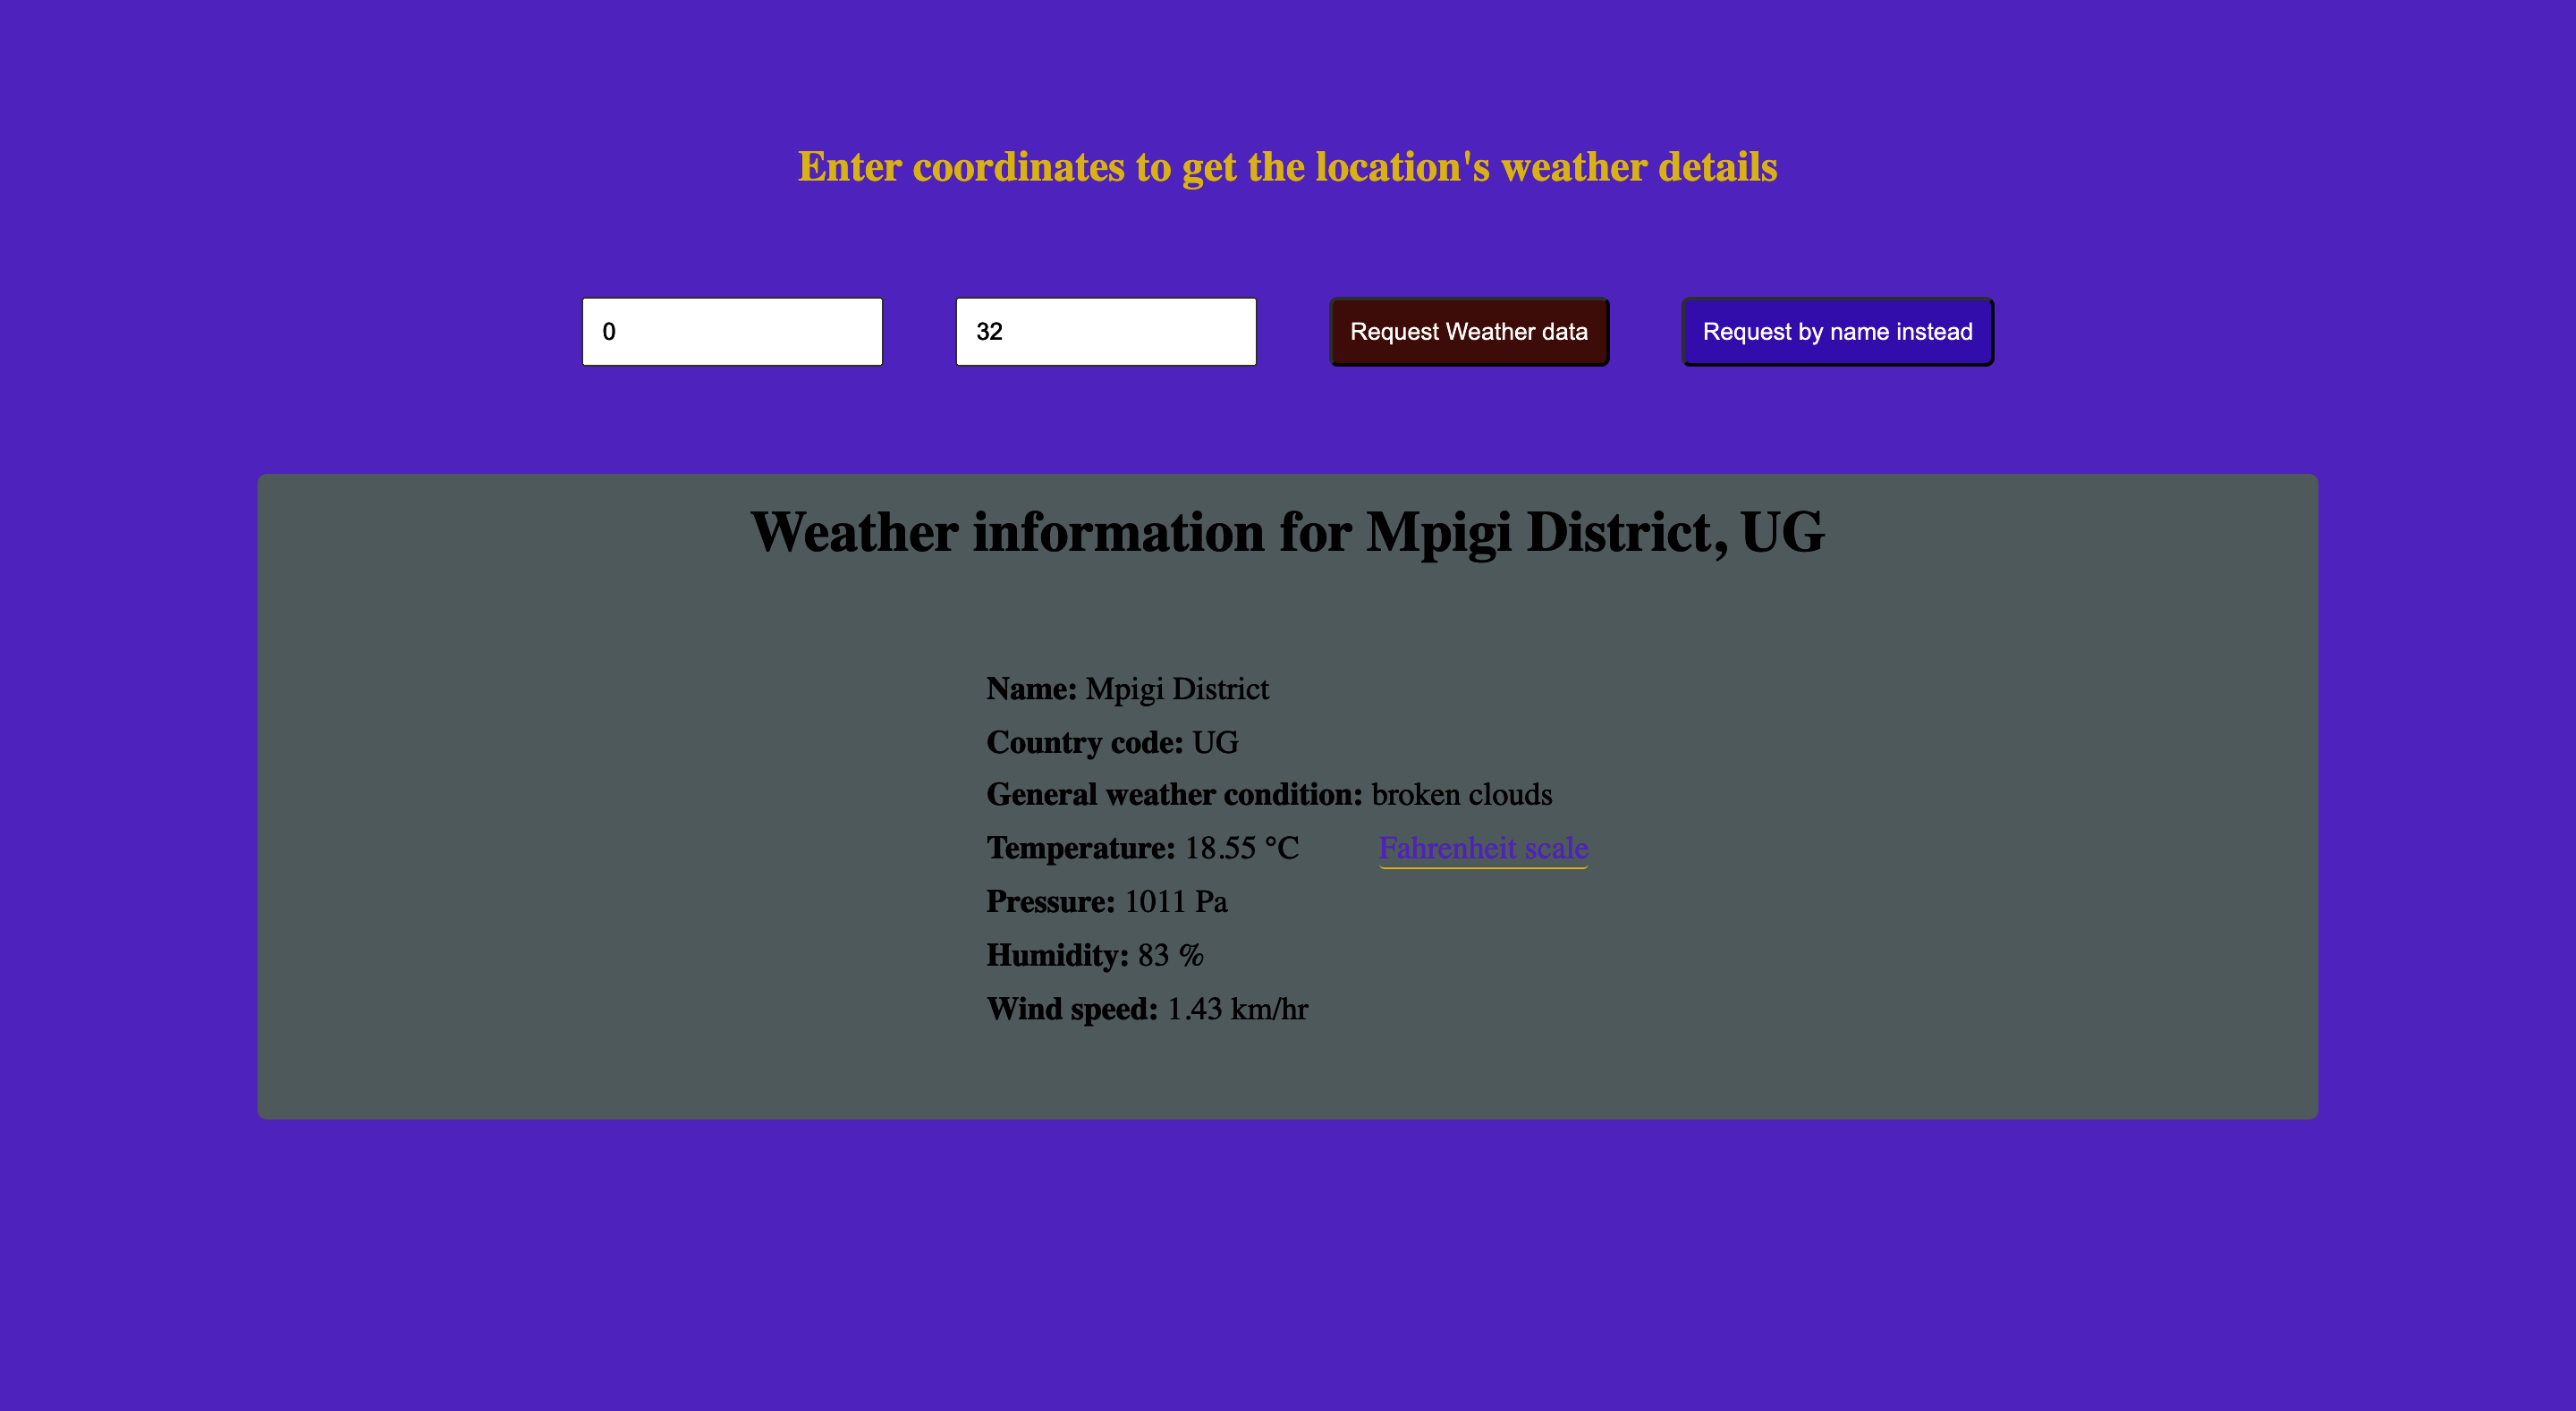 Enter coordinates to get the location's weather details
0
32
Request Weather data
Request by name instead
Weather information for Mpigi District, UG
Name: Mpigi District
Country code: UG
General weather condition: broken clouds
Temperature: 18.55 °C Fahrenheit scale
Pressure: 1011 Pa
Humidity: 83 %
Wind speed: 1.43 km/hr